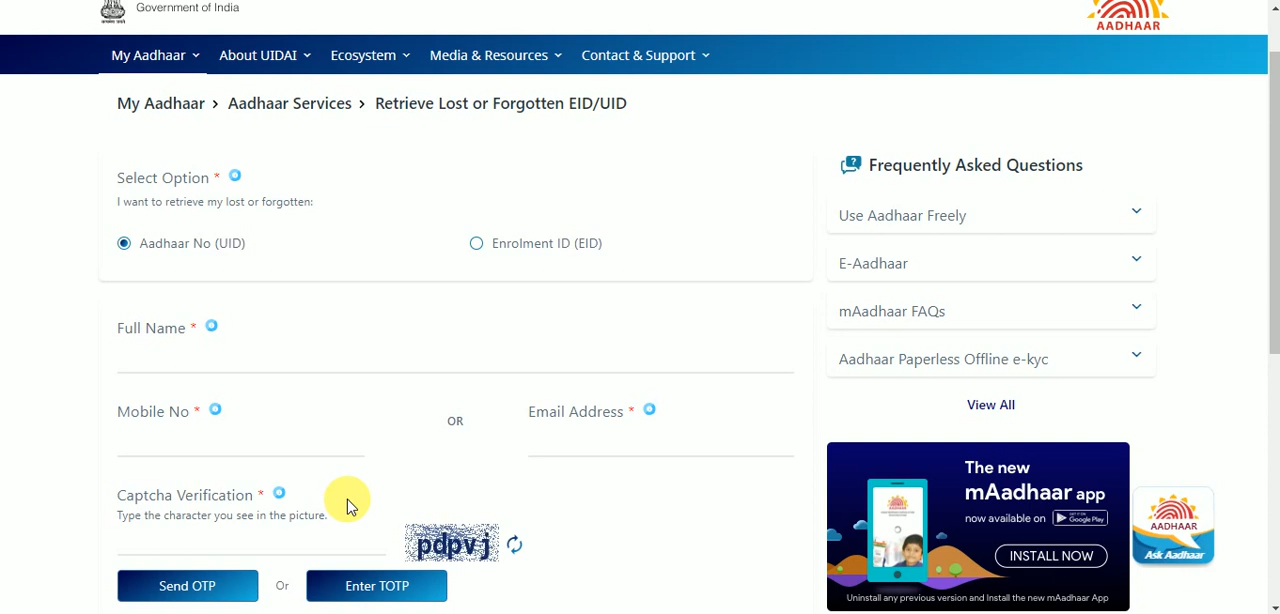 Government of India
AADHAAR
My Aadhaar About UIDAI Ecosystem Media & Resources Contact & Support
My Aadhaar > Aadhaar Services > Retrieve Lost or Forgotten EID/UID
Select Option *
I want to retrieve my lost or forgotten:
Aadhaar No (UID) Enrolment ID (EID)
Full Name *
Mobile No *
OR
Email Address *
Captcha Verification *
Type the character you see in the picture.
pdpvj
Send OTP Or Enter TOTP
? Frequently Asked Questions
Use Aadhaar Freely
E-Aadhaar
mAadhaar FAQs
Aadhaar Paperless Offline e-kyc
View All
The new
mAadhaar app
now available on GET IT ON Google Play
INSTALL NOW
Uninstall any previous version and Install the new mAadhaar App
AADHAAR
Ask Aadhaar